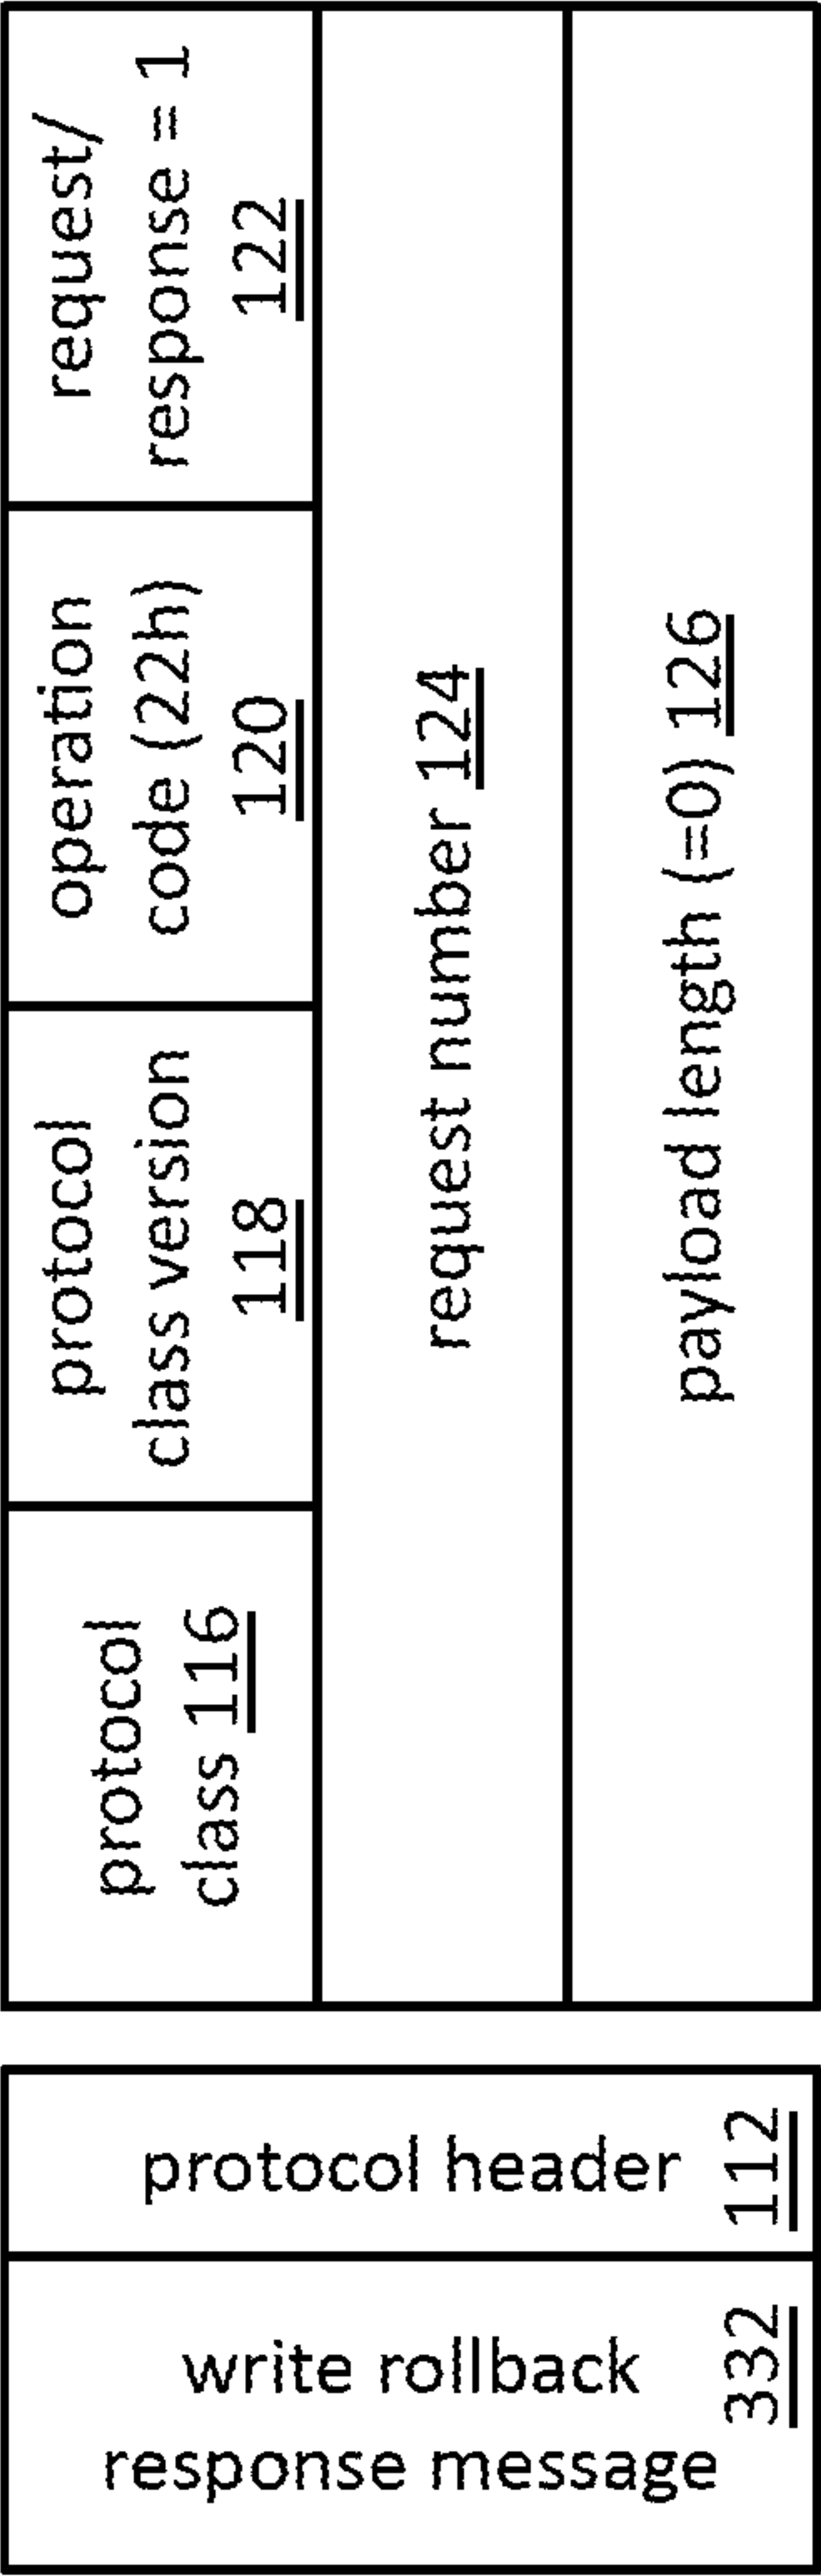 write rollback
response message
332
protocol header
112
protocol
class 116
protocol
class version
118
operation
code (22h)
120
request/
response = 1
122
request number 124
payload length (=0) 126